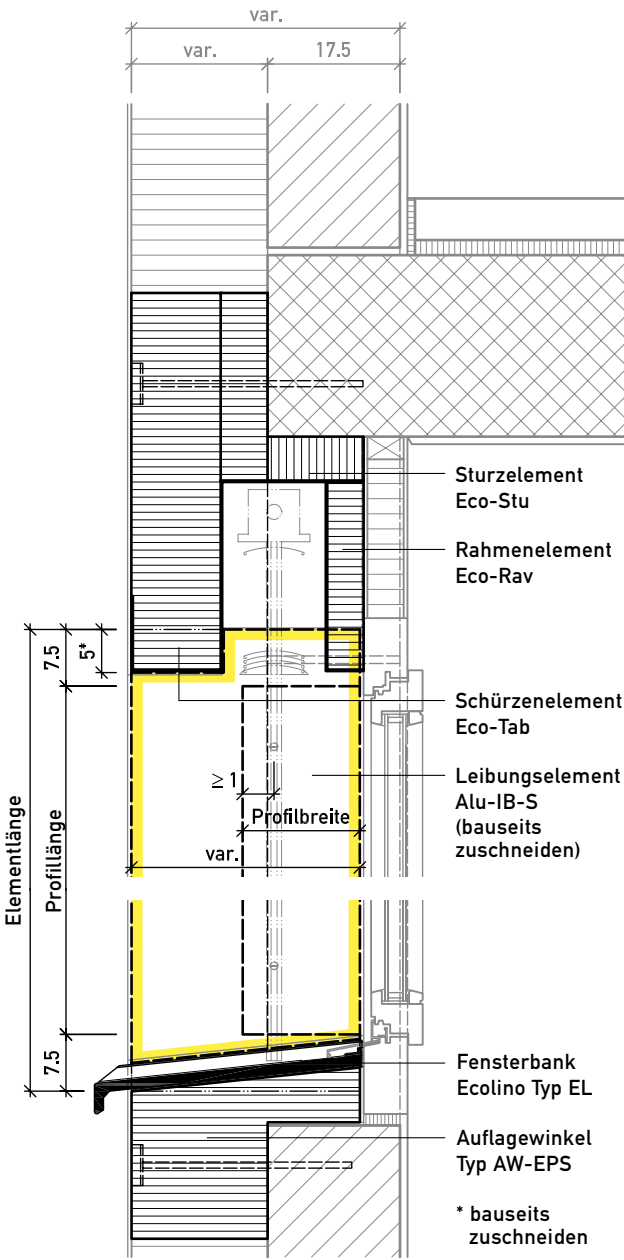 var.
var.
17.5
Sturzelement
Eco-Stu
Rahmenelement
Eco-Rav
7.5
5*
Schürzenelement
Eco-Tab
≥ 1
Leibungselement
Alu-IB-S
(bauseits
zuschneiden)
Profilbreite
var.
Elementlänge
Profillänge
7.5
Fensterbank
Ecolino Typ EL
Auflagewinkel
Typ AW-EPS
* bauseits
zuschneiden